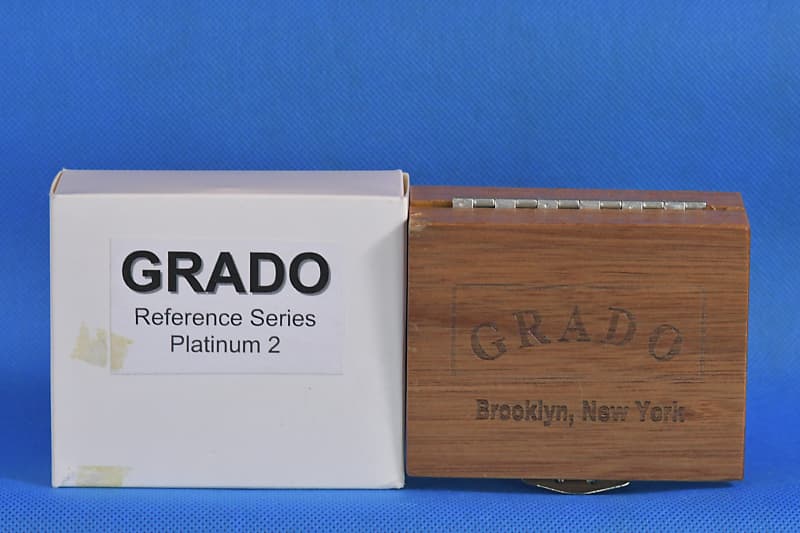 GRADO
Reference Series
Platinum 2
GRADO
Brooklyn, New York